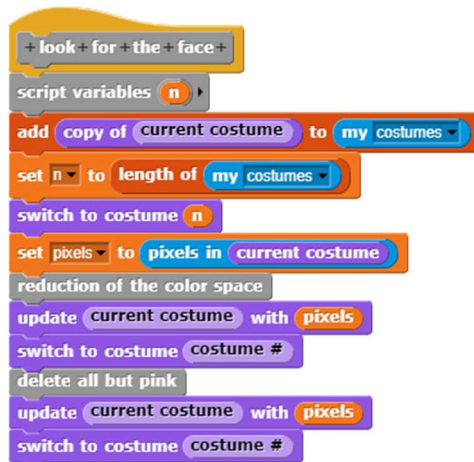 +look+for+the+face+
script variables n
add copy of current costume to my costumes
set n to length of my costumes
switch to costume n
set pixels to pixels in current costume
reduction of the color space
update current costume with pixels
switch to costume costume #
delete all but pink
update current costume with pixels
switch to costume costume #